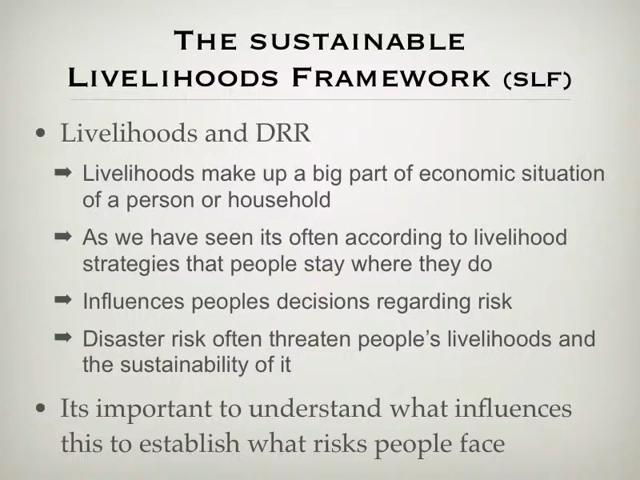 The sustainable
Livelihoods Framework (SLF)
• Livelihoods and DRR
➡ Livelihoods make up a big part of economic situation
of a person or household
➡ As we have seen its often according to livelihood
strategies that people stay where they do
➡ Influences peoples decisions regarding risk
➡ Disaster risk often threaten people's livelihoods and
the sustainability of it
• Its important to understand what influences
this to establish what risks people face